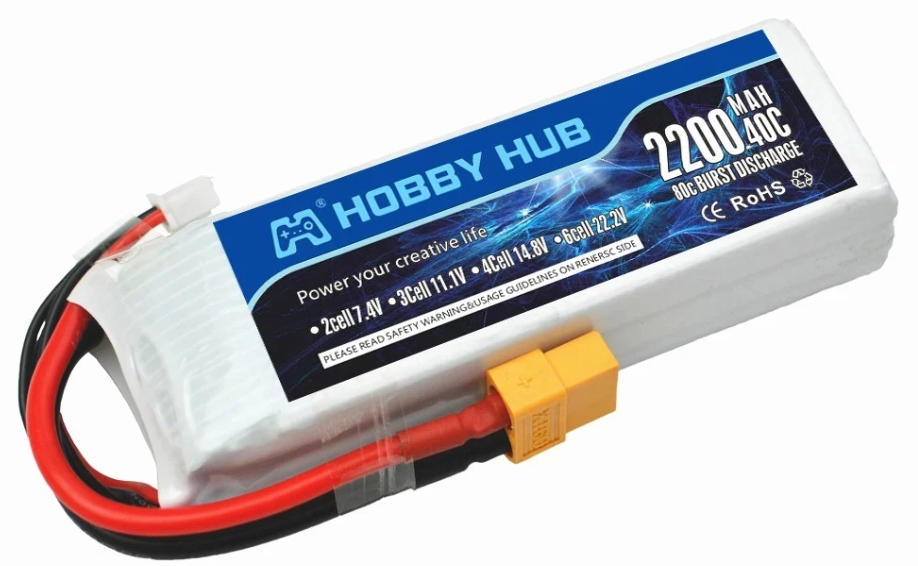 ® HOBBY HUB
2200 MAH 40C
80c BURST DISCHARGE
CE RoHS
Power your creative life
• 2cell 7.4V • 3Cell 11.1V • 4Cell 14.8V • 6cell 22.2V
PLEASE READ SAFETY WARNING&USAGE GUIDELINES ON RENERSC SIDE